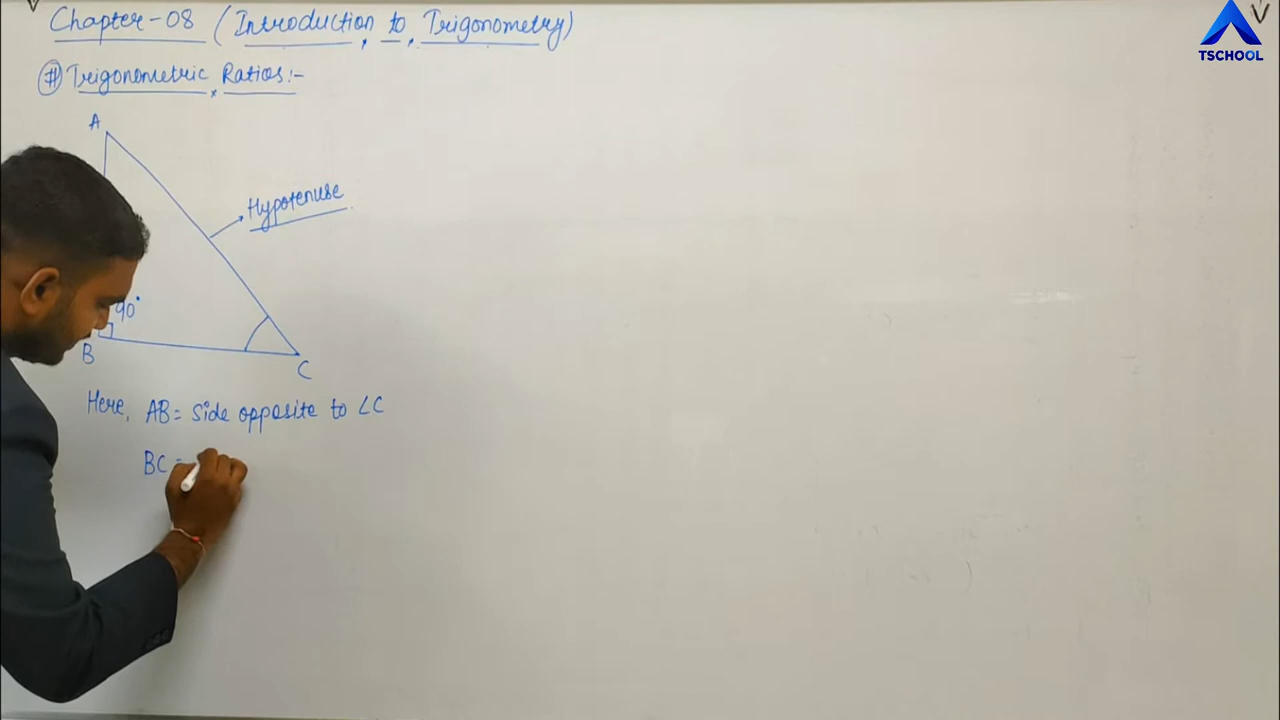 Chapter-08 (Introduction to Trigonometry)
TSCHOOL
# Trigonometric Ratios:-
A
Hypotenuse
90°
B
C
Here, AB = Side opposite to ∠C
BC =